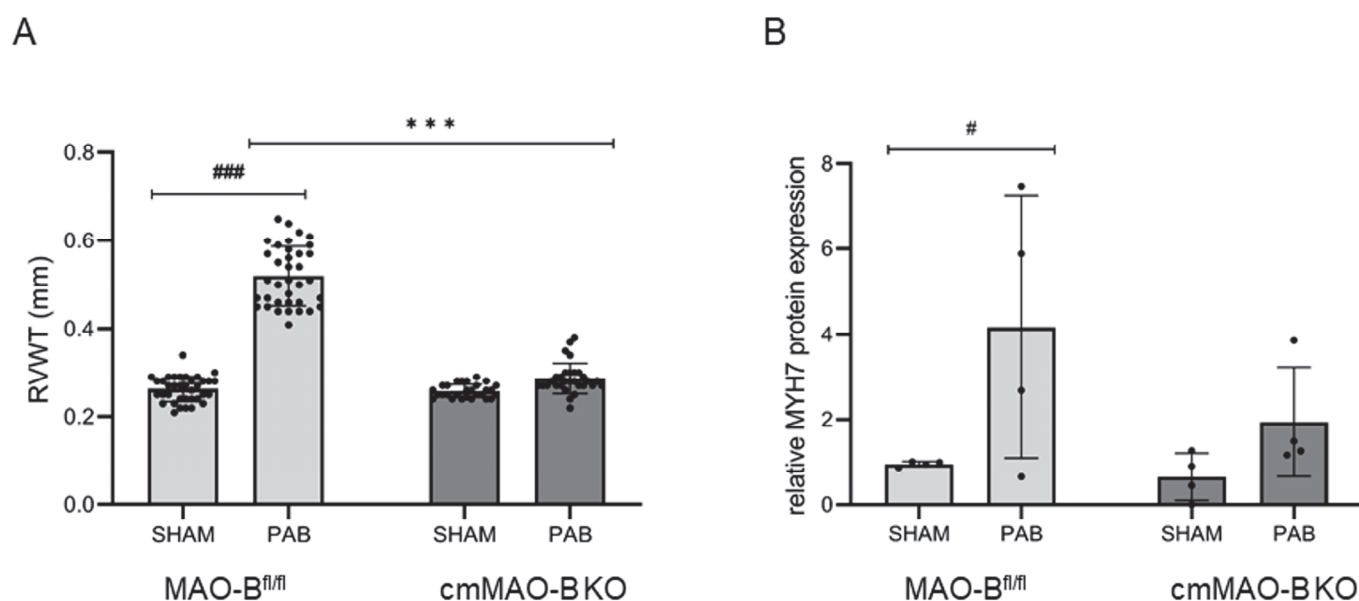 A
B
***
###
#
RVWT (mm)
0.8
0.6
0.4
0.2
0.0
SHAM PAB SHAM PAB
MAO-Bfl/fl cmMAO-B KO
relative MYH7 protein expression
8
6
4
2
0
SHAM PAB SHAM PAB
MAO-Bfl/fl cmMAO-B KO